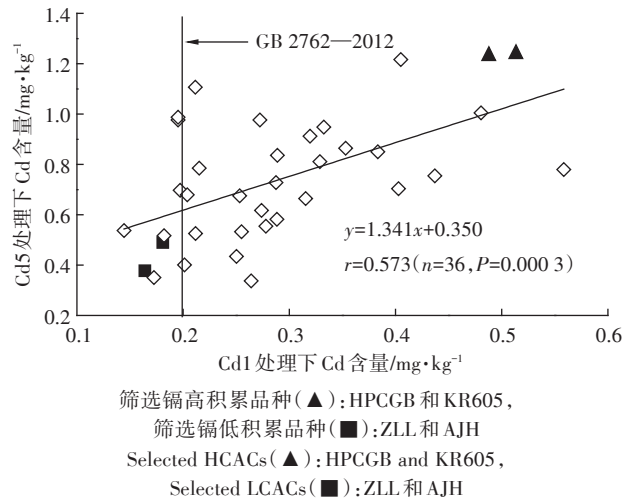 GB 2762—2012
1.4
1.2
1.0
0.8
0.6
0.4
0.2
Cd5处理下Cd含量/mg·kg⁻¹
y=1.341x+0.350
r=0.573(n=36,P=0.000 3)
0.1 0.2 0.3 0.4 0.5 0.6
Cd1处理下Cd含量/mg·kg⁻¹
筛选镉高积累品种(▲):HPCGB和KR605,
筛选镉低积累品种(■):ZLL和AJH
Selected HCACs(▲):HPCGB and KR605,
Selected LCACs(■):ZLL和AJH